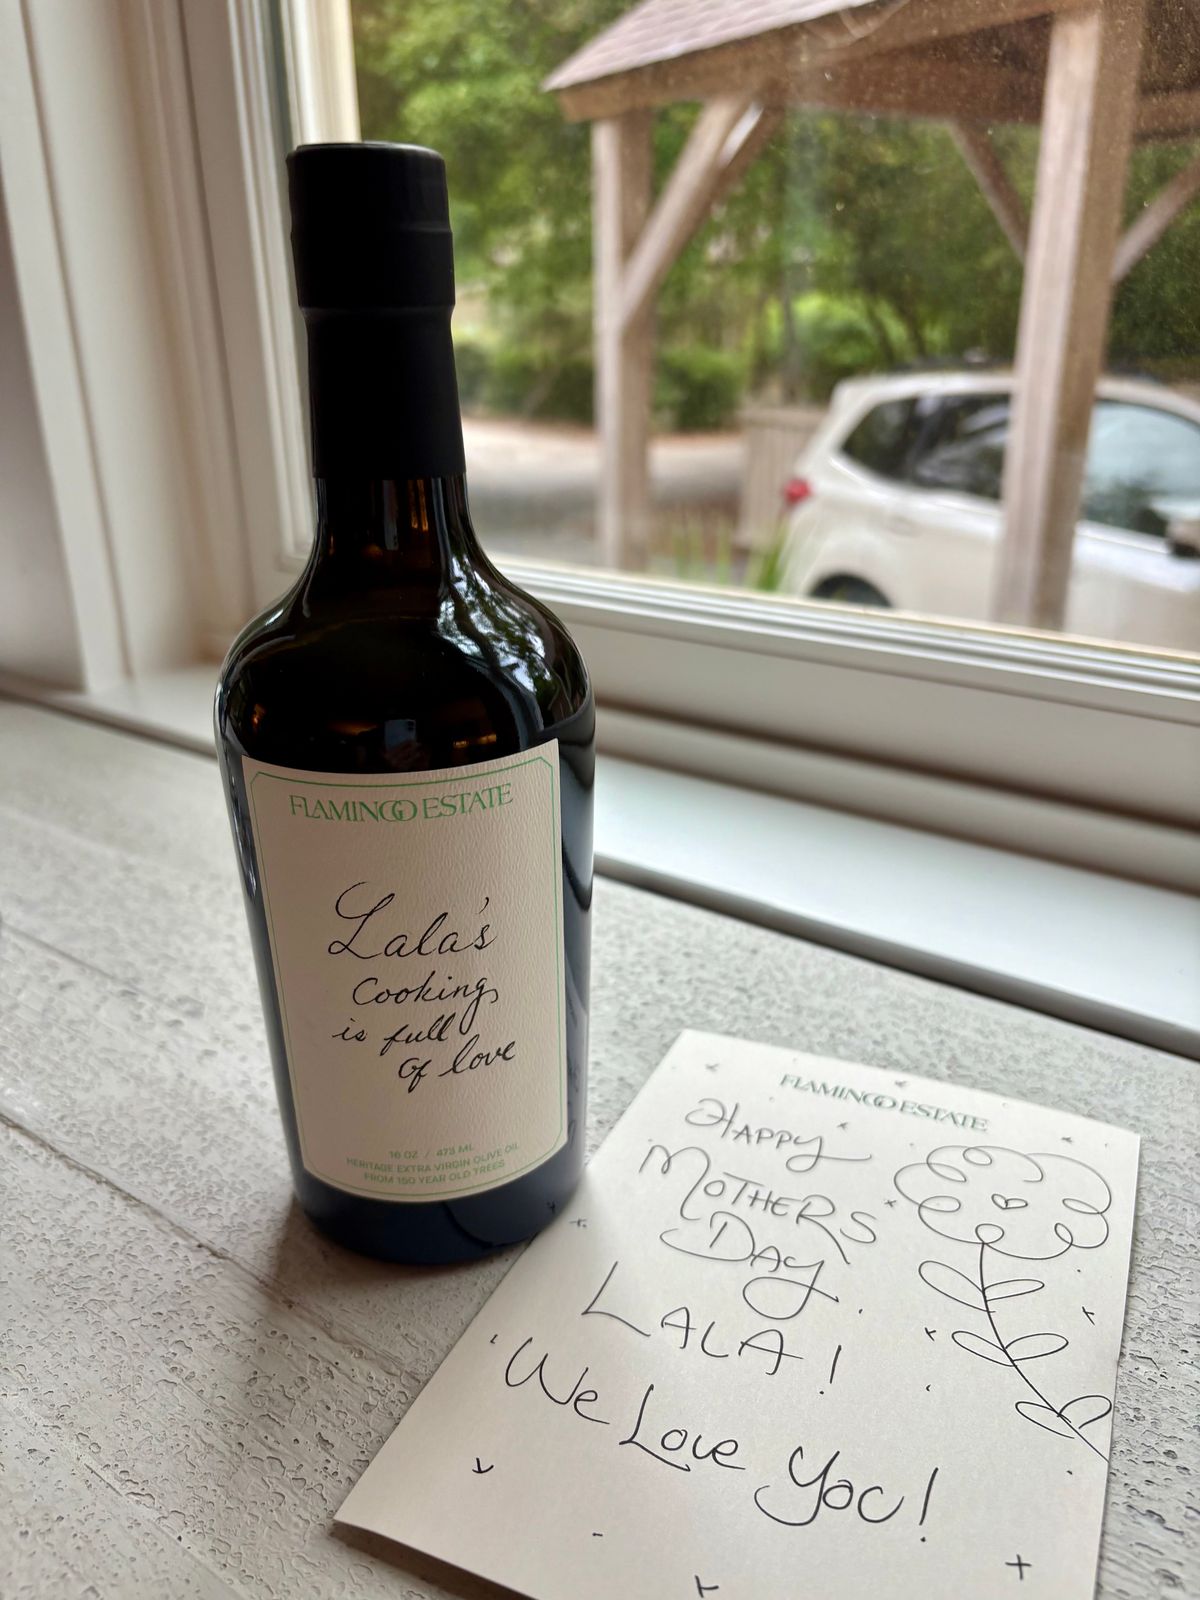 FLAMINGO ESTATE
Lala's
Cooking
is full
of love
16 OZ / 473 ML
HERITAGE EXTRA VIRGIN OLIVE OIL
FROM 150 YEAR OLD TREES
FLAMINGO ESTATE
HAPPY
MOTHERS
DAY
LALA!
We Love You!